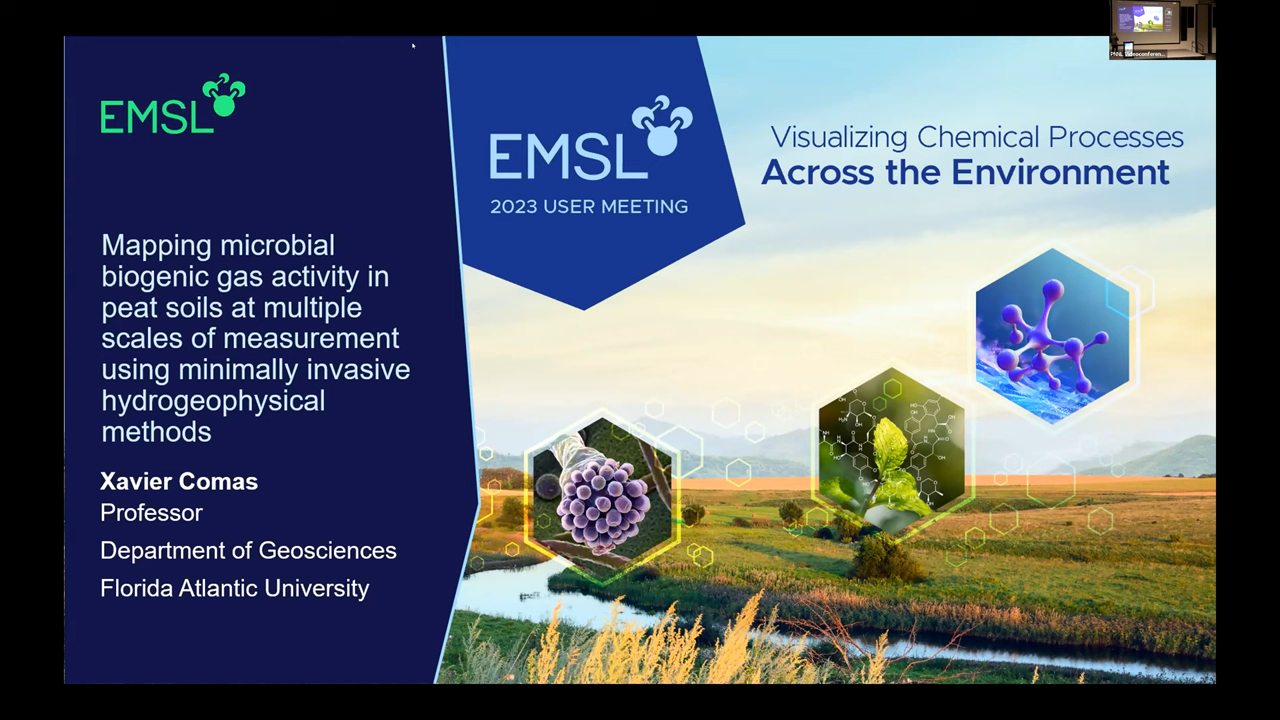 EMSL
Mapping microbial
biogenic gas activity in
peat soils at multiple
scales of measurement
using minimally invasive
hydrogeophysical
methods
Xavier Comas
Professor
Department of Geosciences
Florida Atlantic University
EMSL
2023 USER MEETING
Visualizing Chemical Processes
Across the Environment